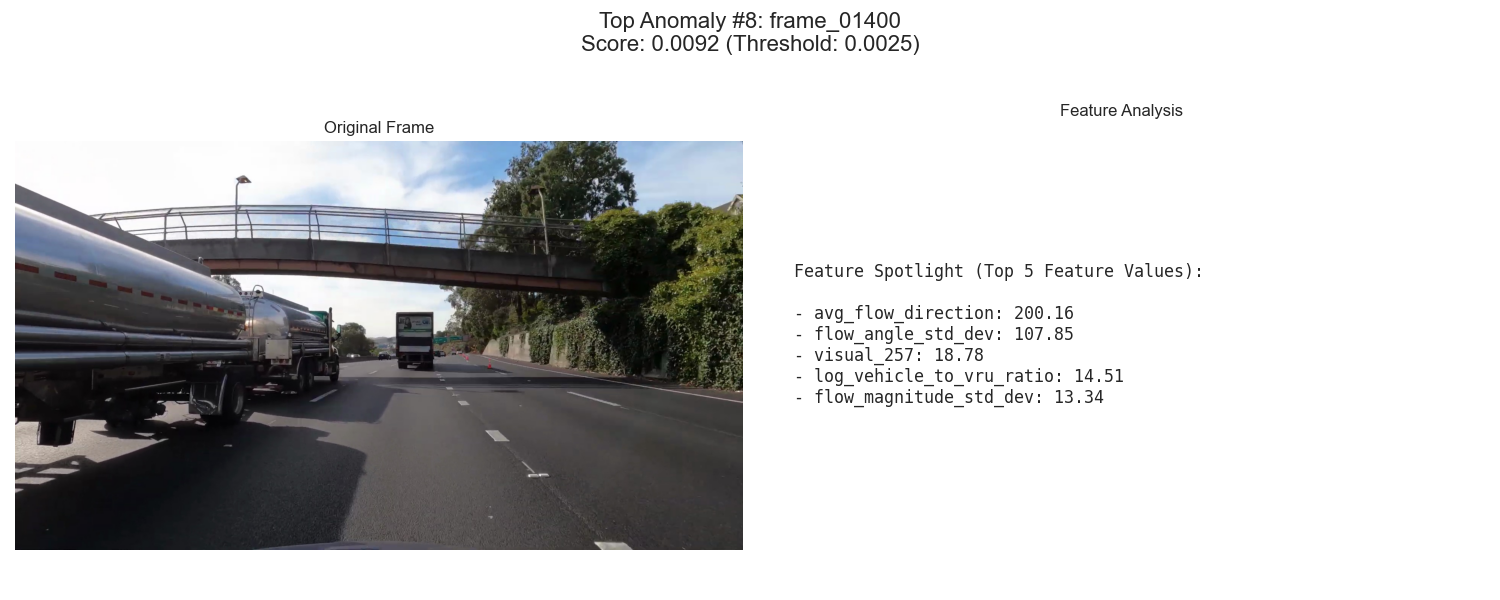 Top Anomaly #8: frame_01400
Score: 0.0092 (Threshold: 0.0025)
Original Frame
Feature Analysis
Feature Spotlight (Top 5 Feature Values):
- avg_flow_direction: 200.16
- flow_angle_std_dev: 107.85
- visual_257: 18.78
- log_vehicle_to_vru_ratio: 14.51
- flow_magnitude_std_dev: 13.34